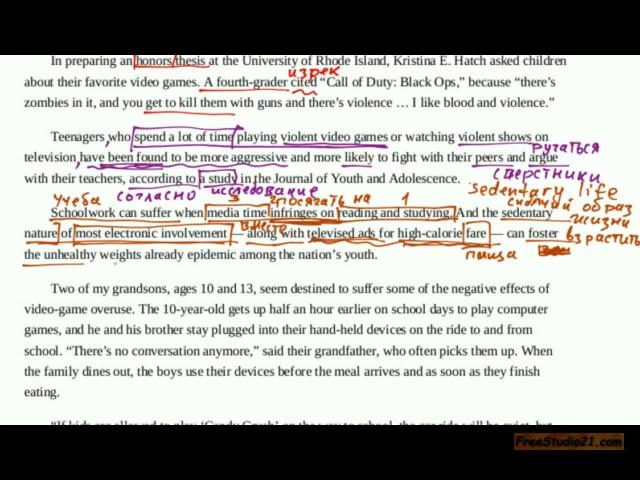 In preparing an honors thesis at the University of Rhode Island, Kristina E. Hatch asked children
изрек
about their favorite video games. A fourth-grader cited “Call of Duty: Black Ops,” because “there’s
zombies in it, and you get to kill them with guns and there’s violence … I like blood and violence.”
Teenagers who spend a lot of time playing violent video games or watching violent shows on
ручаться
television have been found to be more aggressive and more likely to fight with their peers and argue
with their teachers, according to a study in the Journal of Youth and Adolescence.
сверстники
учеба согласно исследование 3 посягать на 1 Sedentary life
Schoolwork can suffer when media time infringes on reading and studying. And the sedentary
образ жизни
nature of most electronic involvement — along with televised ads for high-calorie fare — can foster
вместе взрастить
the unhealthy weights already epidemic among the nation’s youth.
пища
Two of my grandsons, ages 10 and 13, seem destined to suffer some of the negative effects of
video-game overuse. The 10-year-old gets up half an hour earlier on school days to play computer
games, and he and his brother stay plugged into their hand-held devices on the ride to and from
school. “There’s no conversation anymore,” said their grandfather, who often picks them up. When
the family dines out, the boys use their devices before the meal arrives and as soon as they finish
eating.
FreeStudio21.com